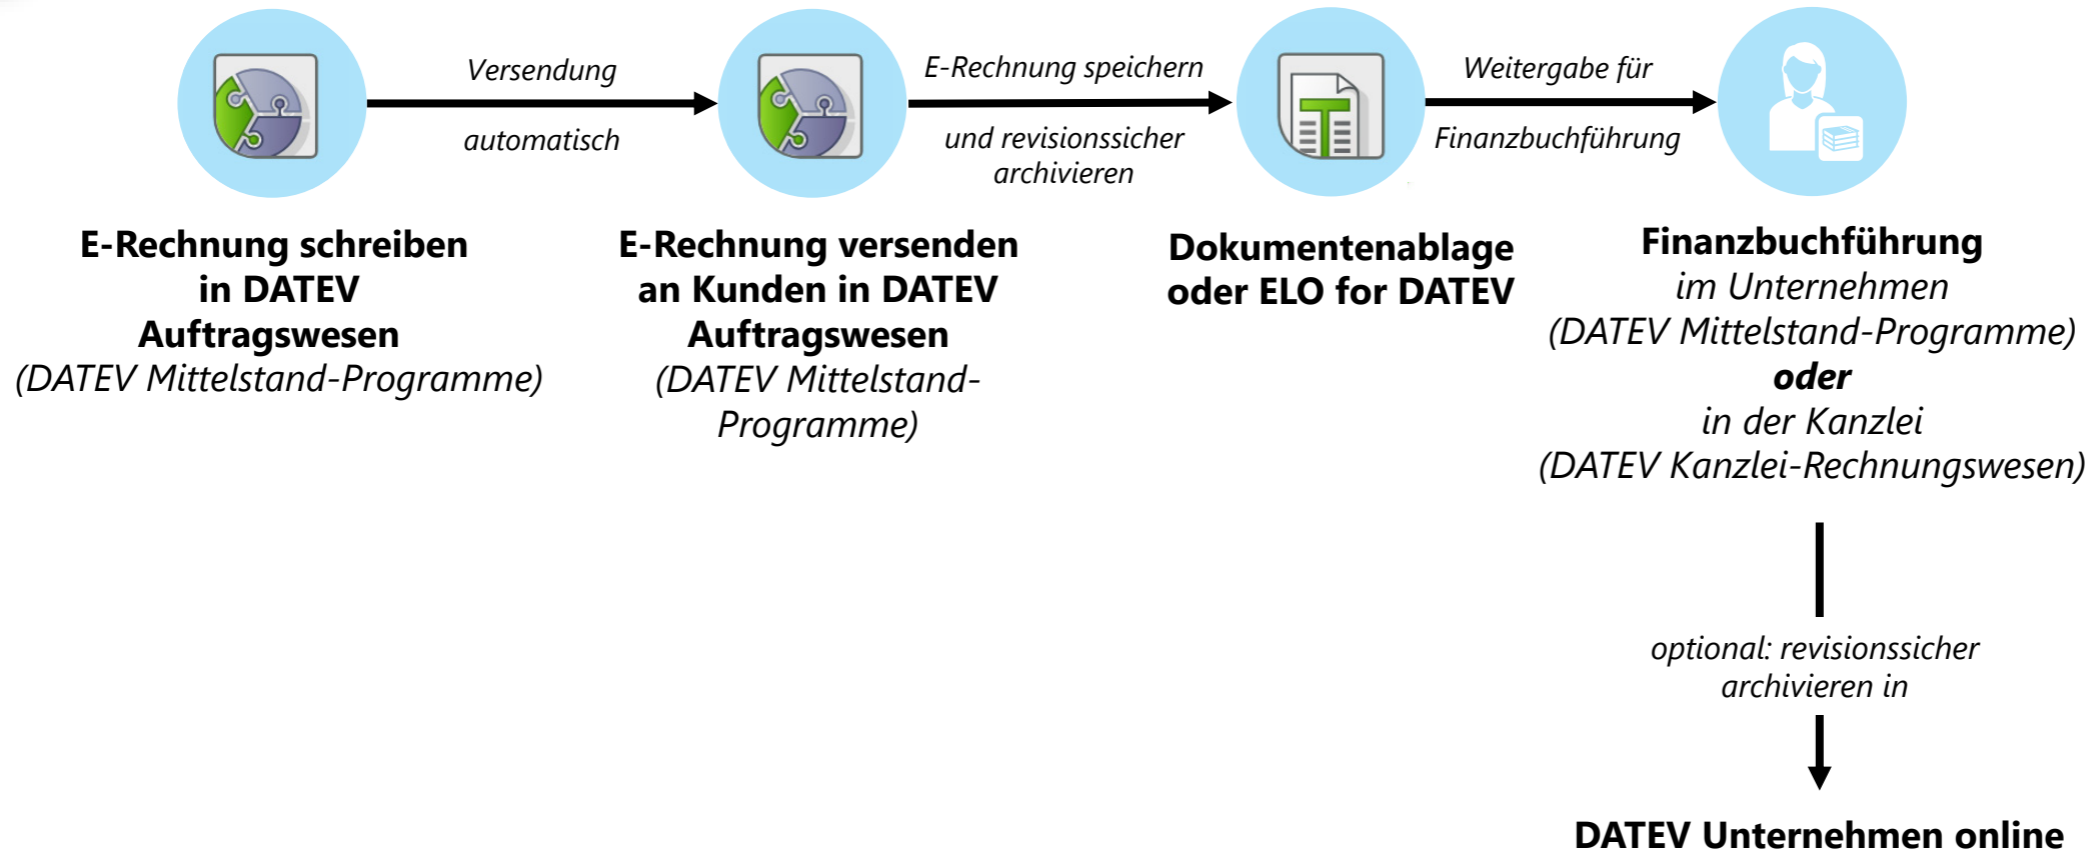 Versendung
automatisch
E-Rechnung speichern
und revisionssicher
archivieren
Weitergabe für
Finanzbuchführung
E-Rechnung schreiben
in DATEV
Auftragswesen
(DATEV Mittelstand-Programme)
E-Rechnung versenden
an Kunden in DATEV
Auftragswesen
(DATEV Mittelstand-
Programme)
Dokumentenablage
oder ELO for DATEV
Finanzbuchführung
im Unternehmen
(DATEV Mittelstand-Programme)
oder
in der Kanzlei
(DATEV Kanzlei-Rechnungswesen)
optional: revisionssicher
archivieren in
DATEV Unternehmen online